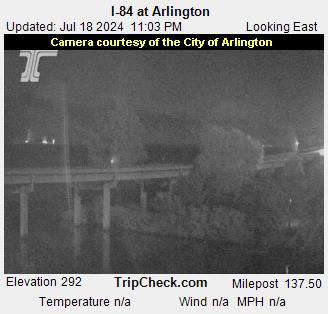 I-84 at Arlington
Updated: Jul 18 2024 11:03 PM Looking East
Camera courtesy of the City of Arlington
Elevation 292 TripCheck.com Milepost 137.50
Temperature n/a Wind n/a MPH n/a